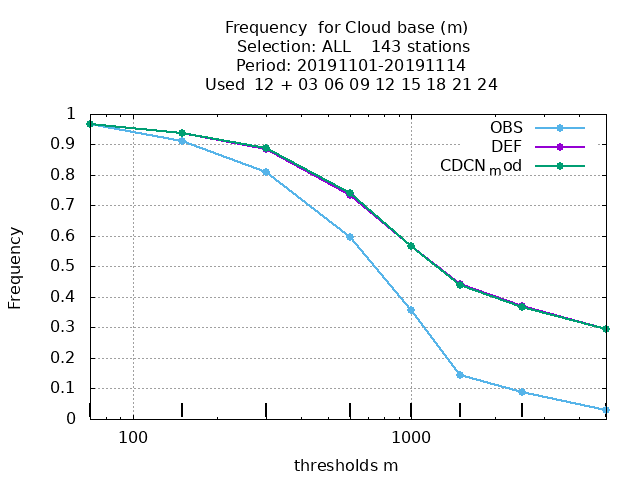 Frequency  for Cloud base (m)
Selection: ALL    143 stations
Period: 20191101-20191114
Used  12 + 03 06 09 12 15 18 21 24
OBS
DEF
CDCN_mod
1
0.9
0.8
0.7
0.6
0.5
0.4
0.3
0.2
0.1
0
Frequency
100
1000
thresholds m